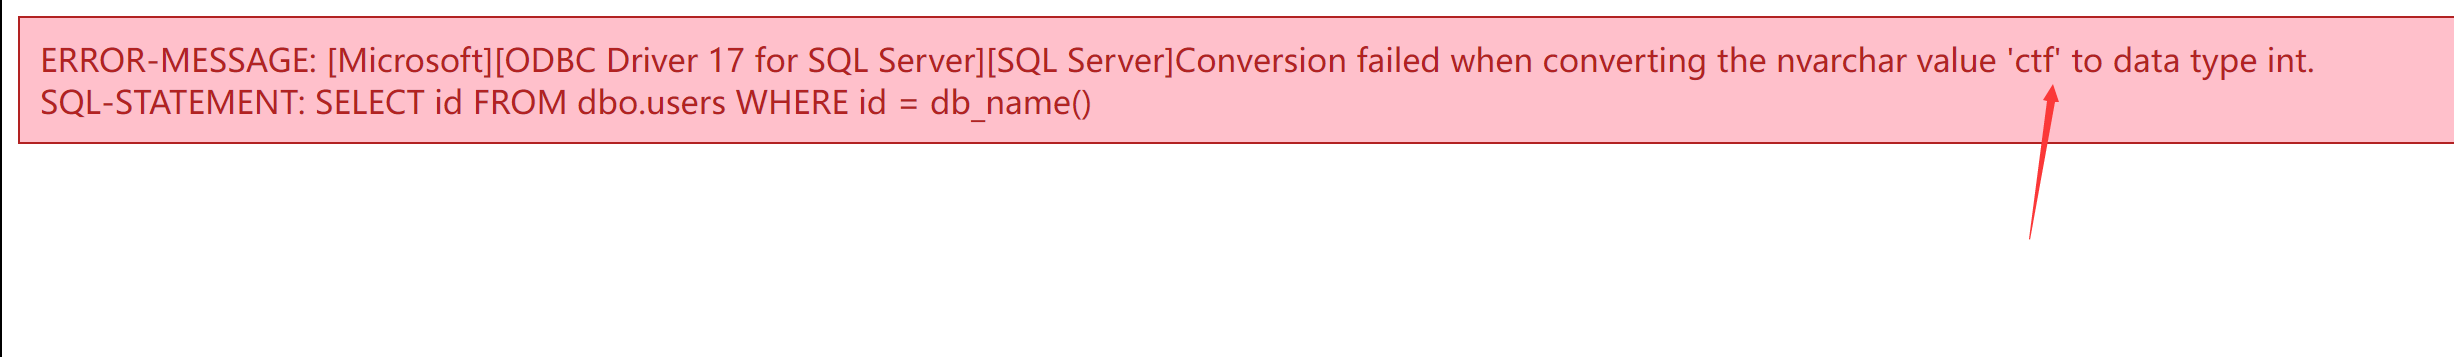 ERROR-MESSAGE: [Microsoft][ODBC Driver 17 for SQL Server][SQL Server]Conversion failed when converting the nvarchar value 'ctf' to data type int.
SQL-STATEMENT: SELECT id FROM dbo.users WHERE id = db_name()